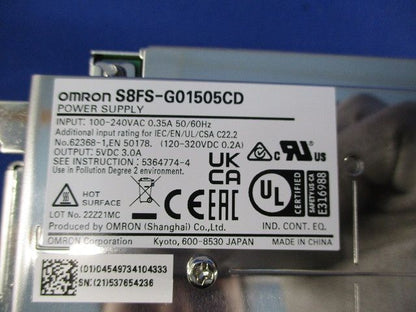 OMRON S8FS-G01505CD
POWER SUPPLY
INPUT: 100-240VAC 0.35A 50/60Hz
Additional input rating for IEC/EN/UL/CSA C22.2
No.62368-1,EN 50178. (120-320VDC 0.2A)
OUTPUT: 5VDC 3.0A
SEE INSTRUCTION. : 5364774-4
Use in Pollution Degree 2 environment.
UK
CA
c RU US
HOT
SURFACE
CE EAC
UL
CERTIFIED
SAFETY US CA
E316988
LOT No. 22Z21MC
IND. CONT. EQ.
Produced by OMRON (Shanghai) Co., Ltd.
OMRON Corporation Kyoto, 600-8530 JAPAN
MADE IN CHINA
(01)04549734104333
SN:(21)537654236